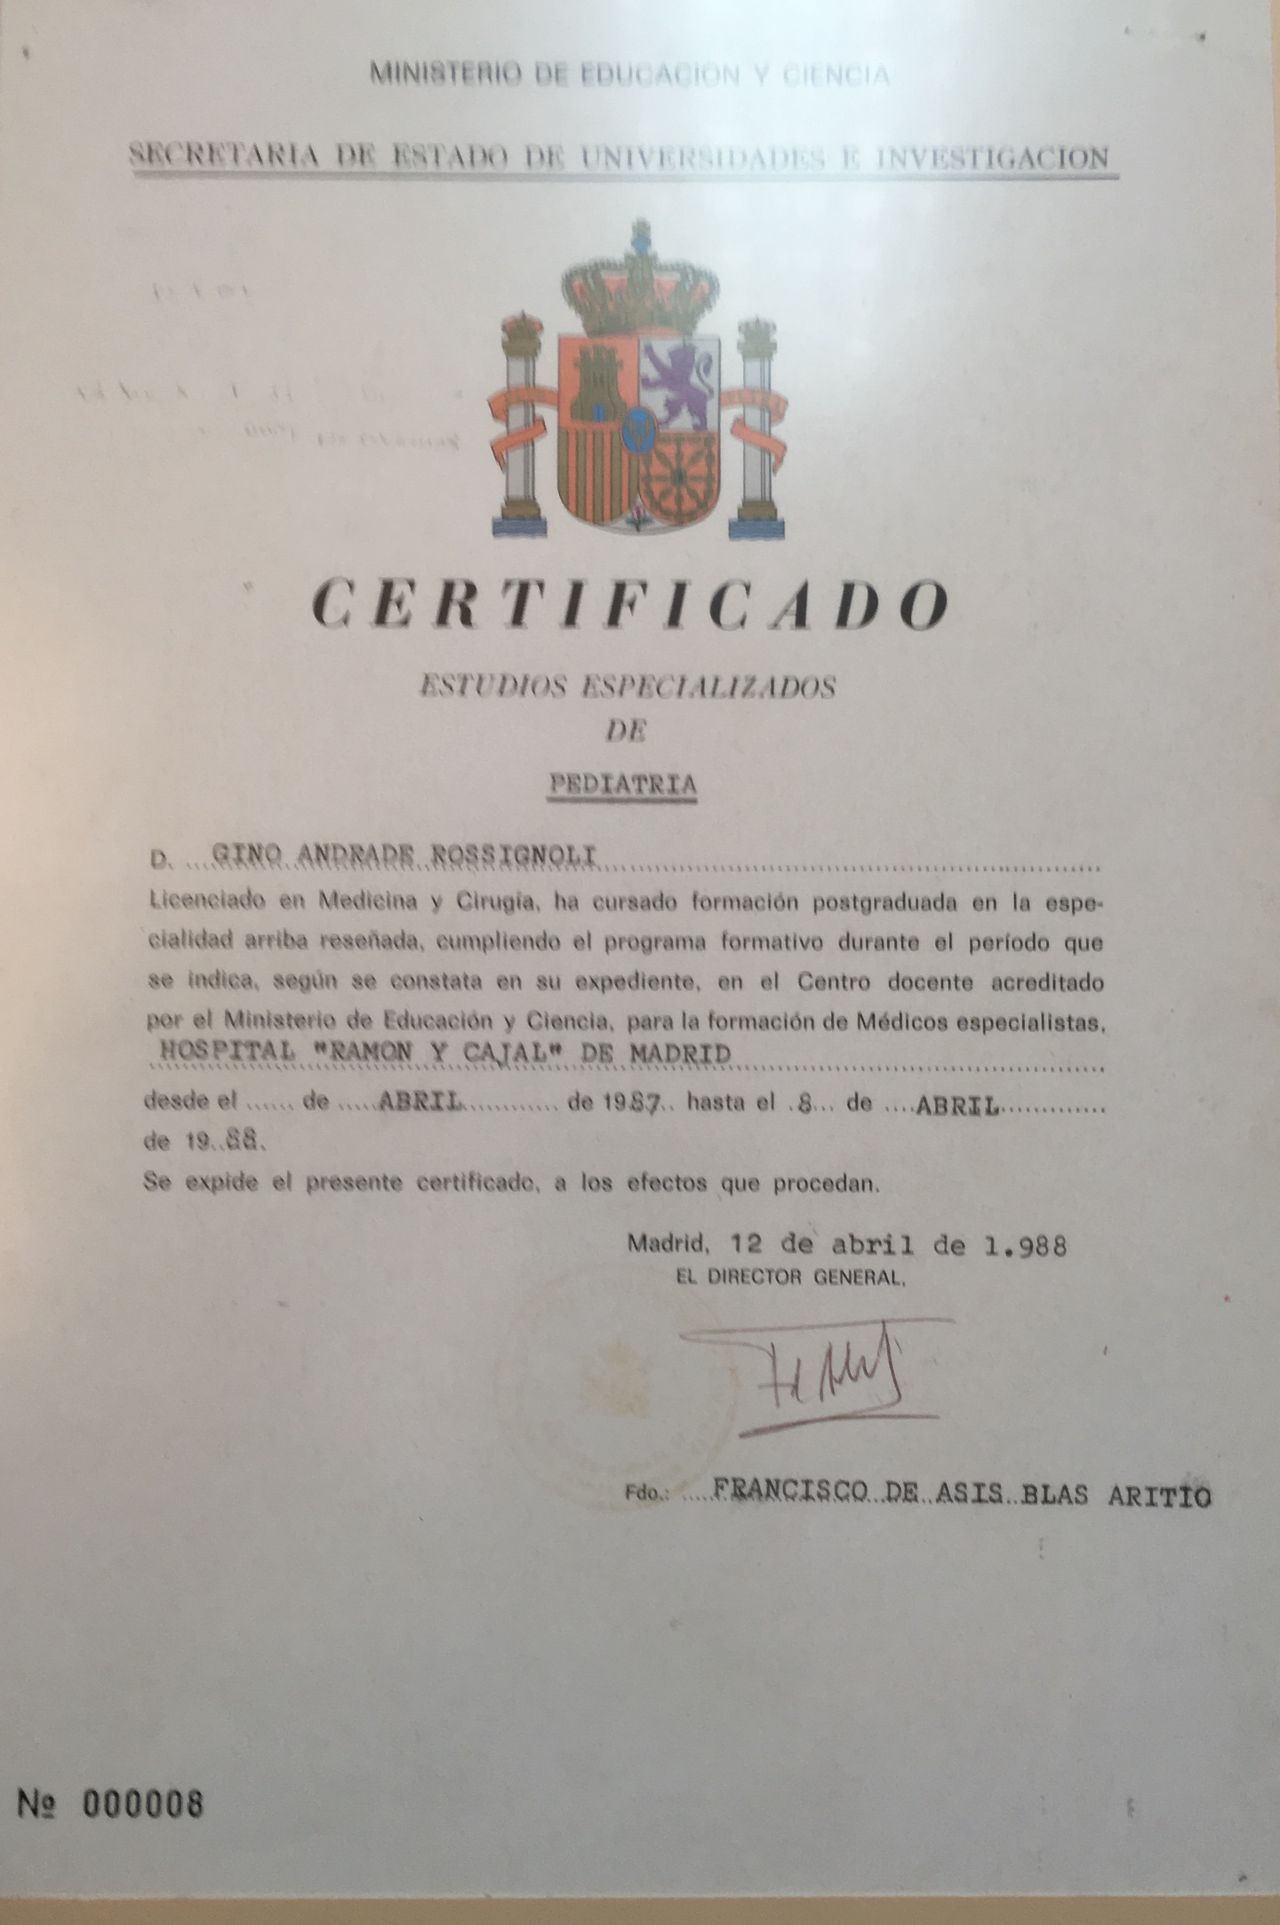 MINISTERIO DE EDUCACION Y CIENCIA
SECRETARIA DE ESTADO DE UNIVERSIDADES E INVESTIGACION
CERTIFICADO
ESTUDIOS ESPECIALIZADOS
DE
PEDIATRIA
D. ...GINO ANDRADE ROSSIGNOLI..............................
Licenciado en Medicina y Cirugía, ha cursado formación postgraduada en la espe-
cialidad arriba reseñada, cumpliendo el programa formativo durante el período que
se indica, según se constata en su expediente, en el Centro docente acreditado
por el Ministerio de Educación y Ciencia, para la formación de Médicos especialistas,
HOSPITAL "RAMON Y CAJAL" DE MADRID
desde el ...... de .....ABRIL............ de 1987.. hasta el .8... de ....ABRIL.............
de 19..88.
Se expide el presente certificado, a los efectos que procedan.
Madrid, 12 de abril de 1.988
EL DIRECTOR GENERAL,
Fdo.: .....FRANCISCO DE ASIS BLAS ARITIO
Nº 000008